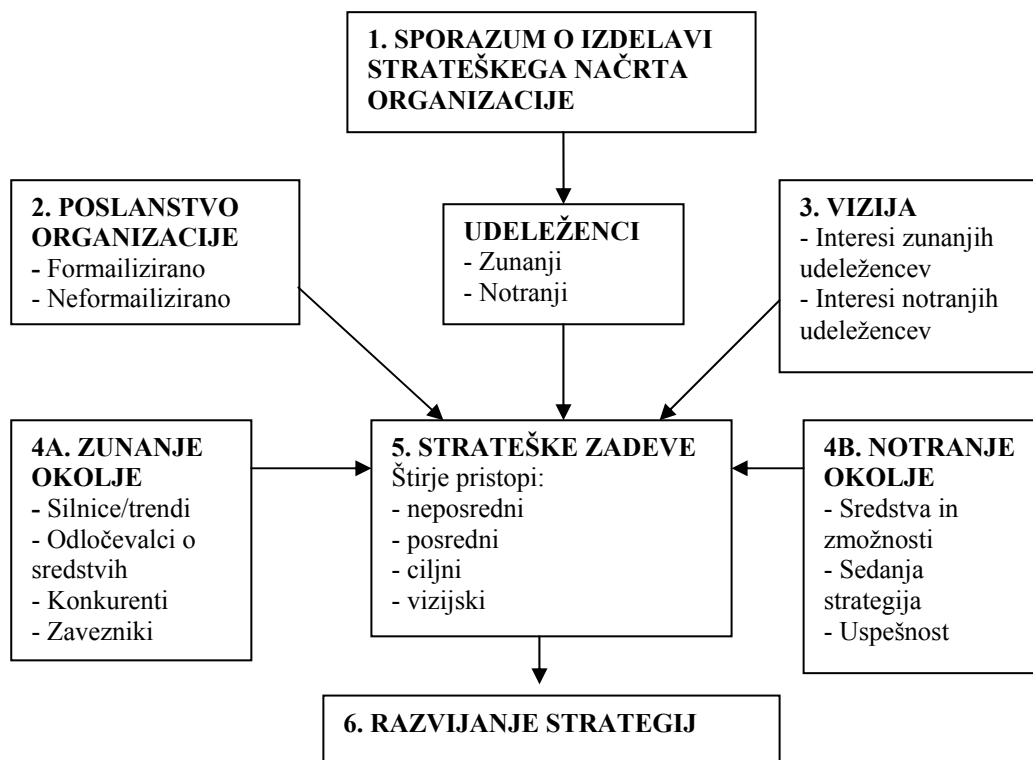 1. SPORAZUM O IZDELAVI
STRATEŠKEGA NAČRTA
ORGANIZACIJE
2. POSLANSTVO
ORGANIZACIJE
- Formailizirano
- Neformailizirano
UDELEŽENCI
- Zunanji
- Notranji
3. VIZIJA
- Interesi zunanjih
udeležencev
- Interesi notranjih
udeležencev
4A. ZUNANJE
OKOLJE
- Silnice/trendi
- Odločevalci o
sredstvih
- Konkurenti
- Zavezniki
5. STRATEŠKE ZADEVE
Štirje pristopi:
- neposredni
- posredni
- ciljni
- vizijski
4B. NOTRANJE
OKOLJE
- Sredstva in
zmožnosti
- Sedanja
strategija
- Uspešnost
6. RAZVIJANJE STRATEGIJ